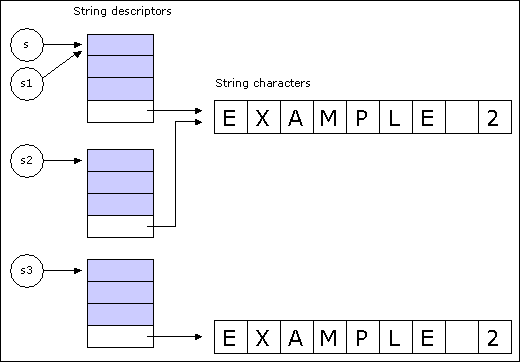 String descriptors
s
s1
String characters
E X A M P L E   2
s2
s3
E X A M P L E   2